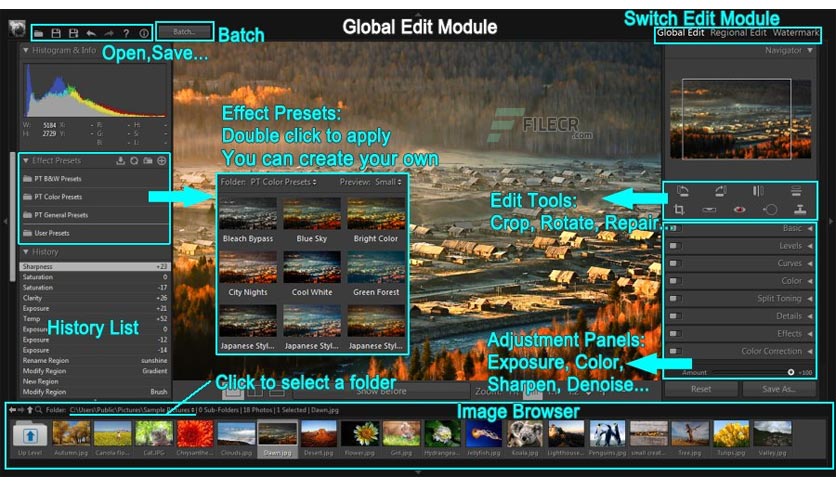 Global Edit Module
Switch Edit Module
Batch...
Batch
Global Edit Regional Edit Watermark
Open,Save...
Histogram & Info
Navigator
W: 5184 X: - R: - H: -
H: 2729 Y: - G: - S: -
B: - L: -
Effect Presets:
Double click to apply
You can create your own
FILECR
.com
Effect Presets
PT B&W Presets
PT Color Presets
PT General Presets
User Presets
Folder: PT Color Presets Preview: Small
Bleach Bypass Blue Sky Bright Color
City Nights Cool White Green Forest
Japanese Styl... Japanese Styl... Japanese Styl...
Edit Tools:
Crop, Rotate, Repair...
Basic
Levels
Curves
Color
Split Toning
Details
Effects
Color Correction
Amount +100
Reset Save As...
Adjustment Panels:
Exposure, Color,
Sharpen, Denoise...
History
Sharpness +23
Saturation 0
Saturation -17
Clarity +26
Exposure +21
Temp +52
Exposure 0
Exposure -12
Exposure -14
Rename Region sunshine
Modify Region Gradient
New Region
Modify Region Brush
History List
Click to select a folder
Show Before
Zoom:
Image Browser
Folder: C:\Users\Public\Pictures\Sample Pictures | 0 Sub-Folders | 18 Photos | 1 Selected | Dawn.jpg
Up Level Autumn.jpg Canola flo... Cat.JPG Chrysanthe... Clouds.jpg Dawn.jpg Desert.jpg Flower.jpg Girl.jpg Hydrangea... Jellyfish.jpg Koala.jpg Lighthouse... Penguins.jpg small creat... Tree.jpg Tulips.jpg Valley.jpg